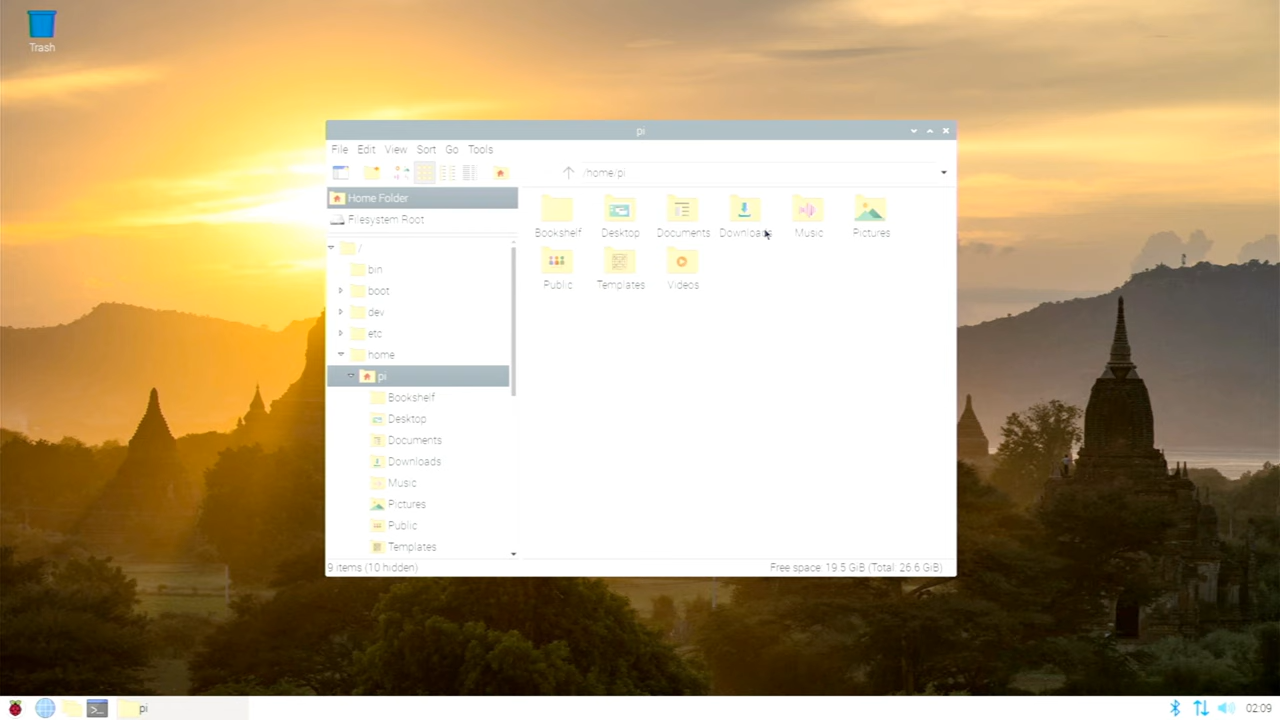 Trash
pi
File Edit View Sort Go Tools
/home/pi
Home Folder
Filesystem Root
/
bin
boot
dev
etc
home
pi
Bookshelf
Desktop
Documents
Downloads
Music
Pictures
Public
Templates
Bookshelf Desktop Documents Downloads Music Pictures
Public Templates Videos
9 items (10 hidden)
Free space: 19.5 GiB (Total: 26.6 GiB)
>_ pi
02:09